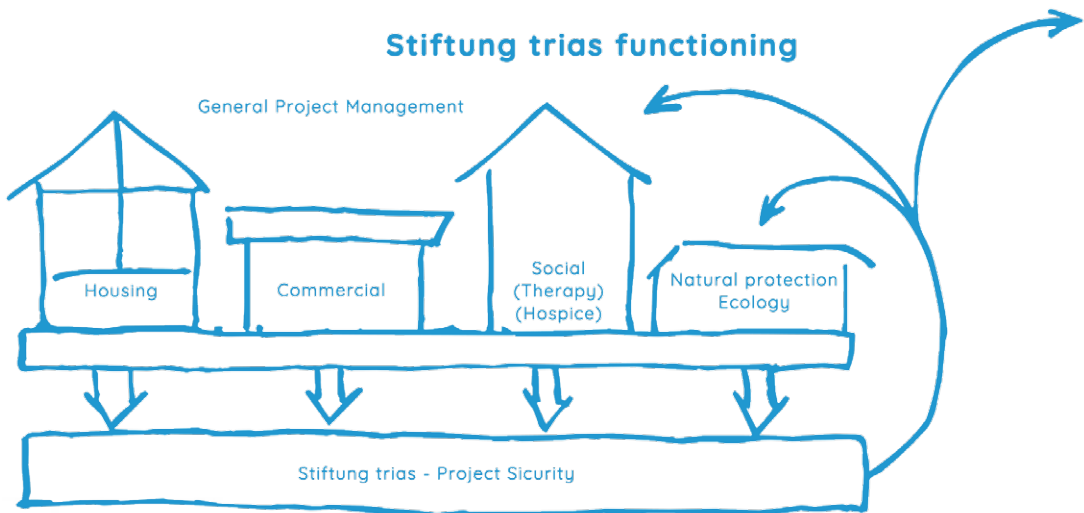 Stiftung trias functioning
General Project Management
Housing
Commercial
Social
(Therapy)
(Hospice)
Natural protection
Ecology
Stiftung trias - Project Sicurity